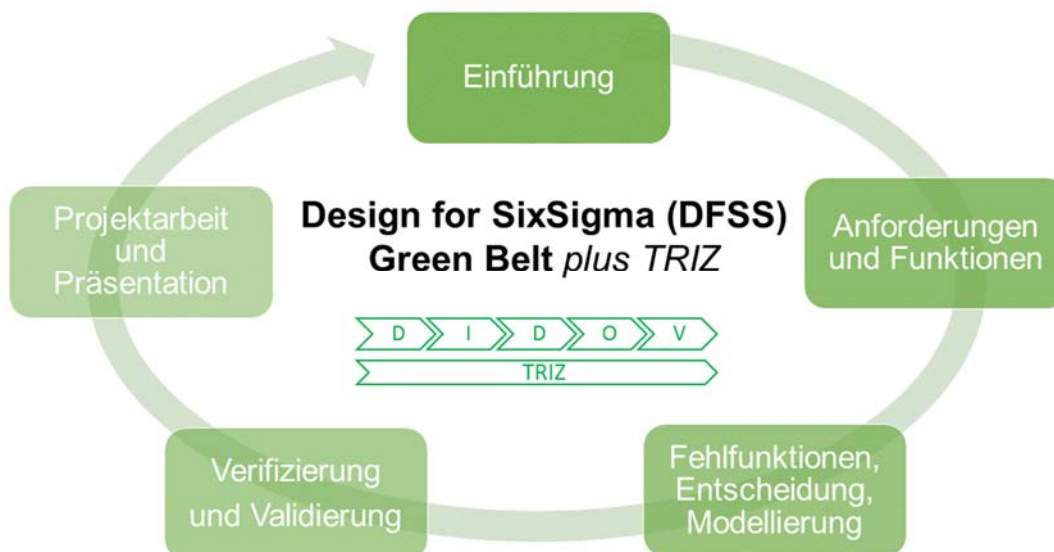 Einführung
Anforderungen
und Funktionen
Fehlfunktionen,
Entscheidung,
Modellierung
Verifizierung
und Validierung
Projektarbeit
und
Präsentation
Design for SixSigma (DFSS)
Green Belt plus TRIZ
D I D O V
TRIZ